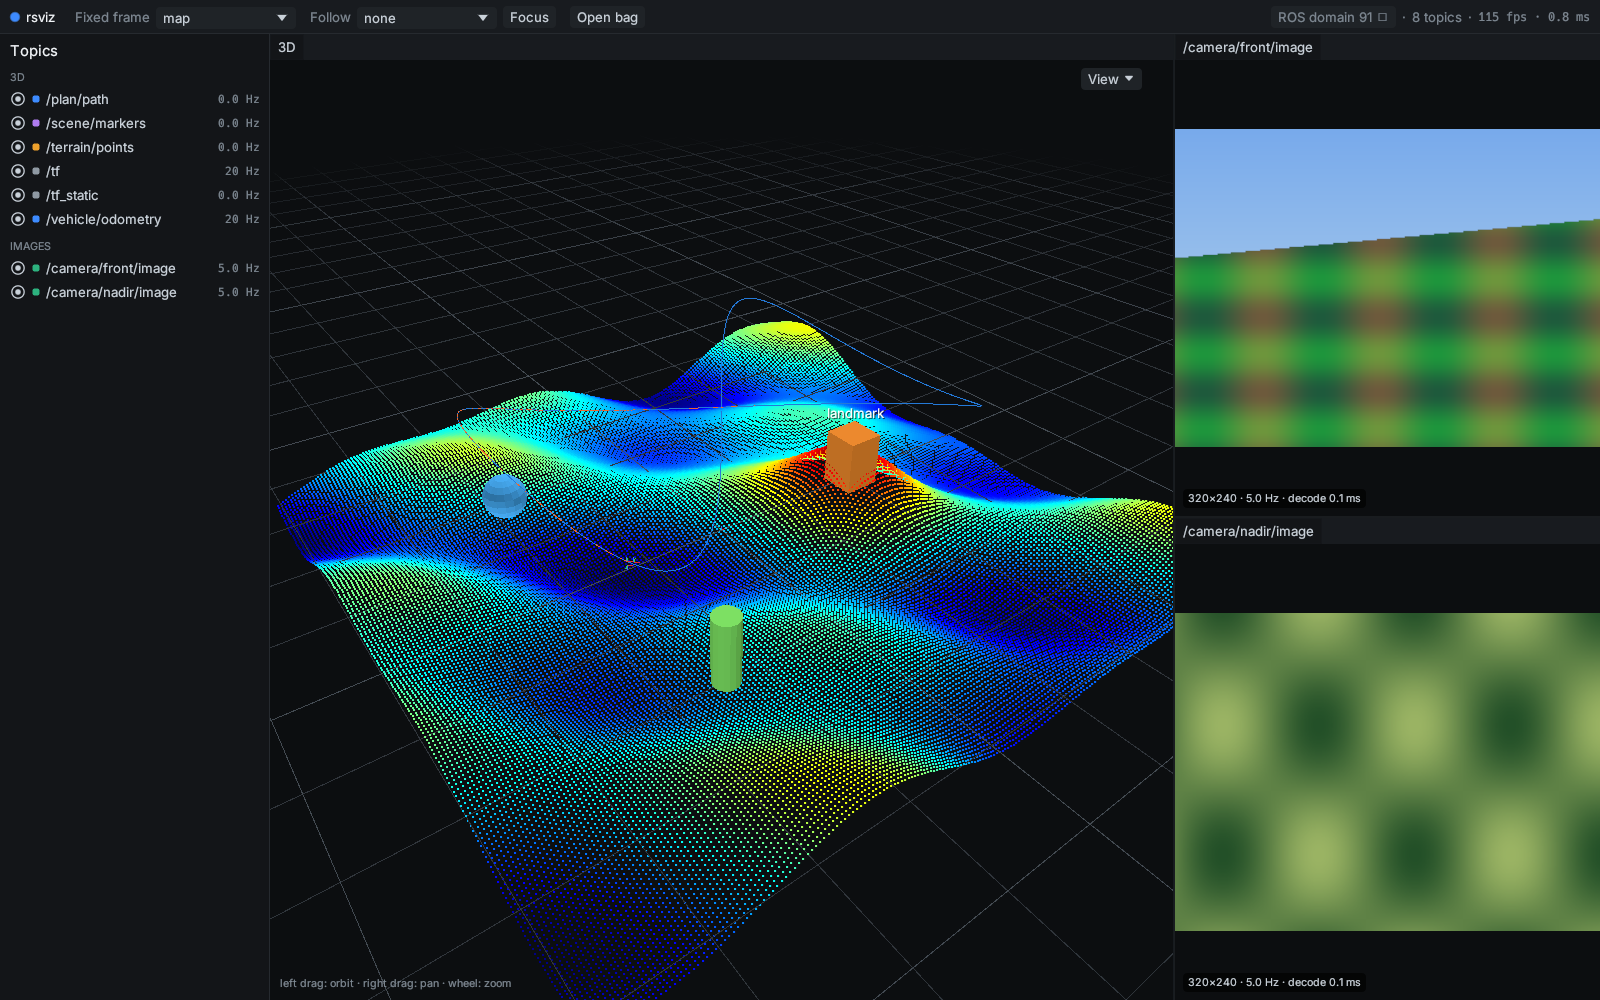 rsviz Fixed frame map Follow none Focus Open bag ROS domain 91 · 8 topics · 115 fps · 0.8 ms
Topics
3D
/plan/path 0.0 Hz
/scene/markers 0.0 Hz
/terrain/points 0.0 Hz
/tf 20 Hz
/tf_static 0.0 Hz
/vehicle/odometry 20 Hz
IMAGES
/camera/front/image 5.0 Hz
/camera/nadir/image 5.0 Hz
3D
View
landmark
left drag: orbit · right drag: pan · wheel: zoom
/camera/front/image
320×240 · 5.0 Hz · decode 0.1 ms
/camera/nadir/image
320×240 · 5.0 Hz · decode 0.1 ms